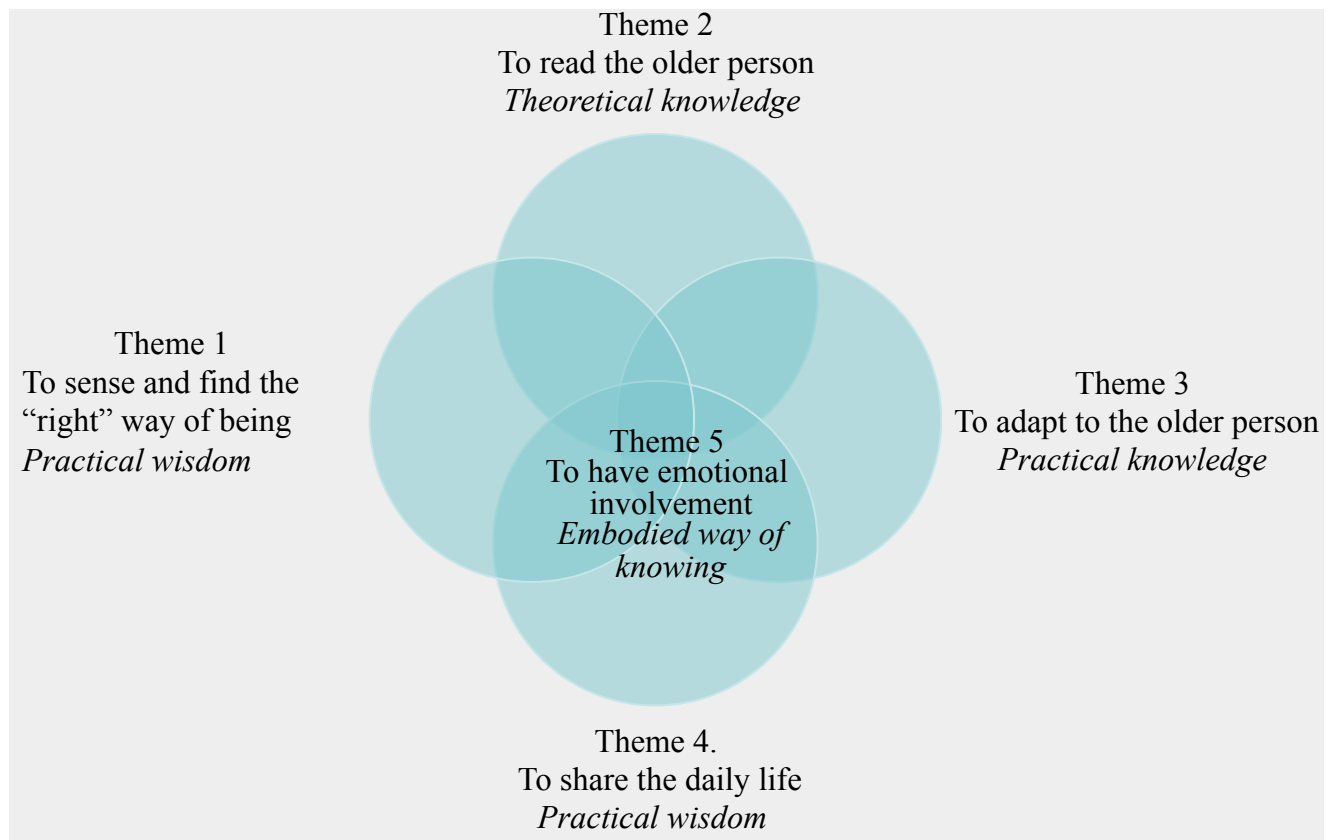 Theme 2
To read the older person
Theoretical knowledge
Theme 1
To sense and find the
“right” way of being
Practical wisdom
Theme 3
To adapt to the older person
Practical knowledge
Theme 5
To have emotional
involvement
Embodied way of
knowing
Theme 4.
To share the daily life
Practical wisdom